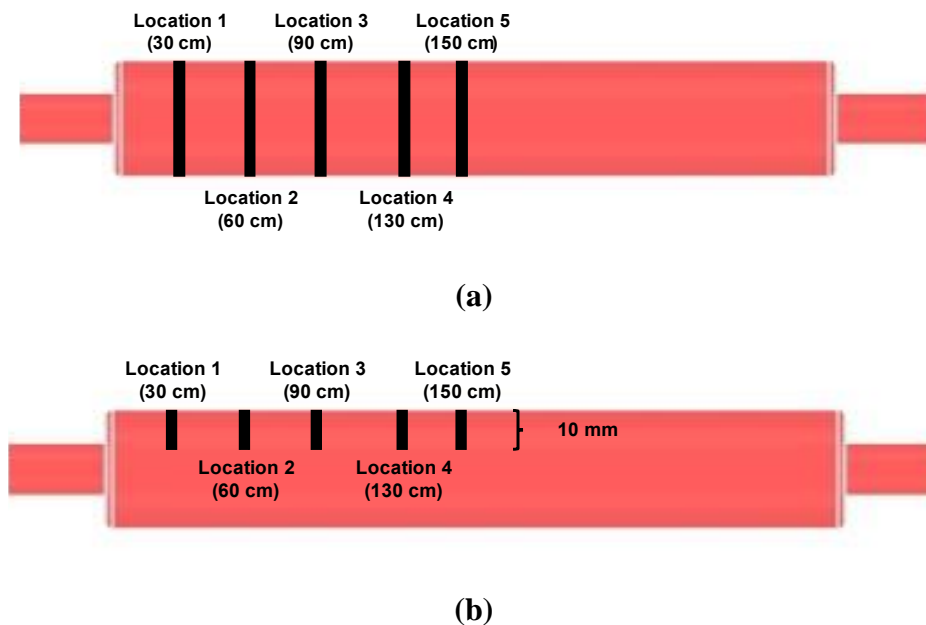 Location 1
(30 cm)
Location 3
(90 cm)
Location 5
(150 cm)
Location 2
(60 cm)
Location 4
(130 cm)
(a)
Location 1
(30 cm)
Location 3
(90 cm)
Location 5
(150 cm)
10 mm
Location 2
(60 cm)
Location 4
(130 cm)
(b)